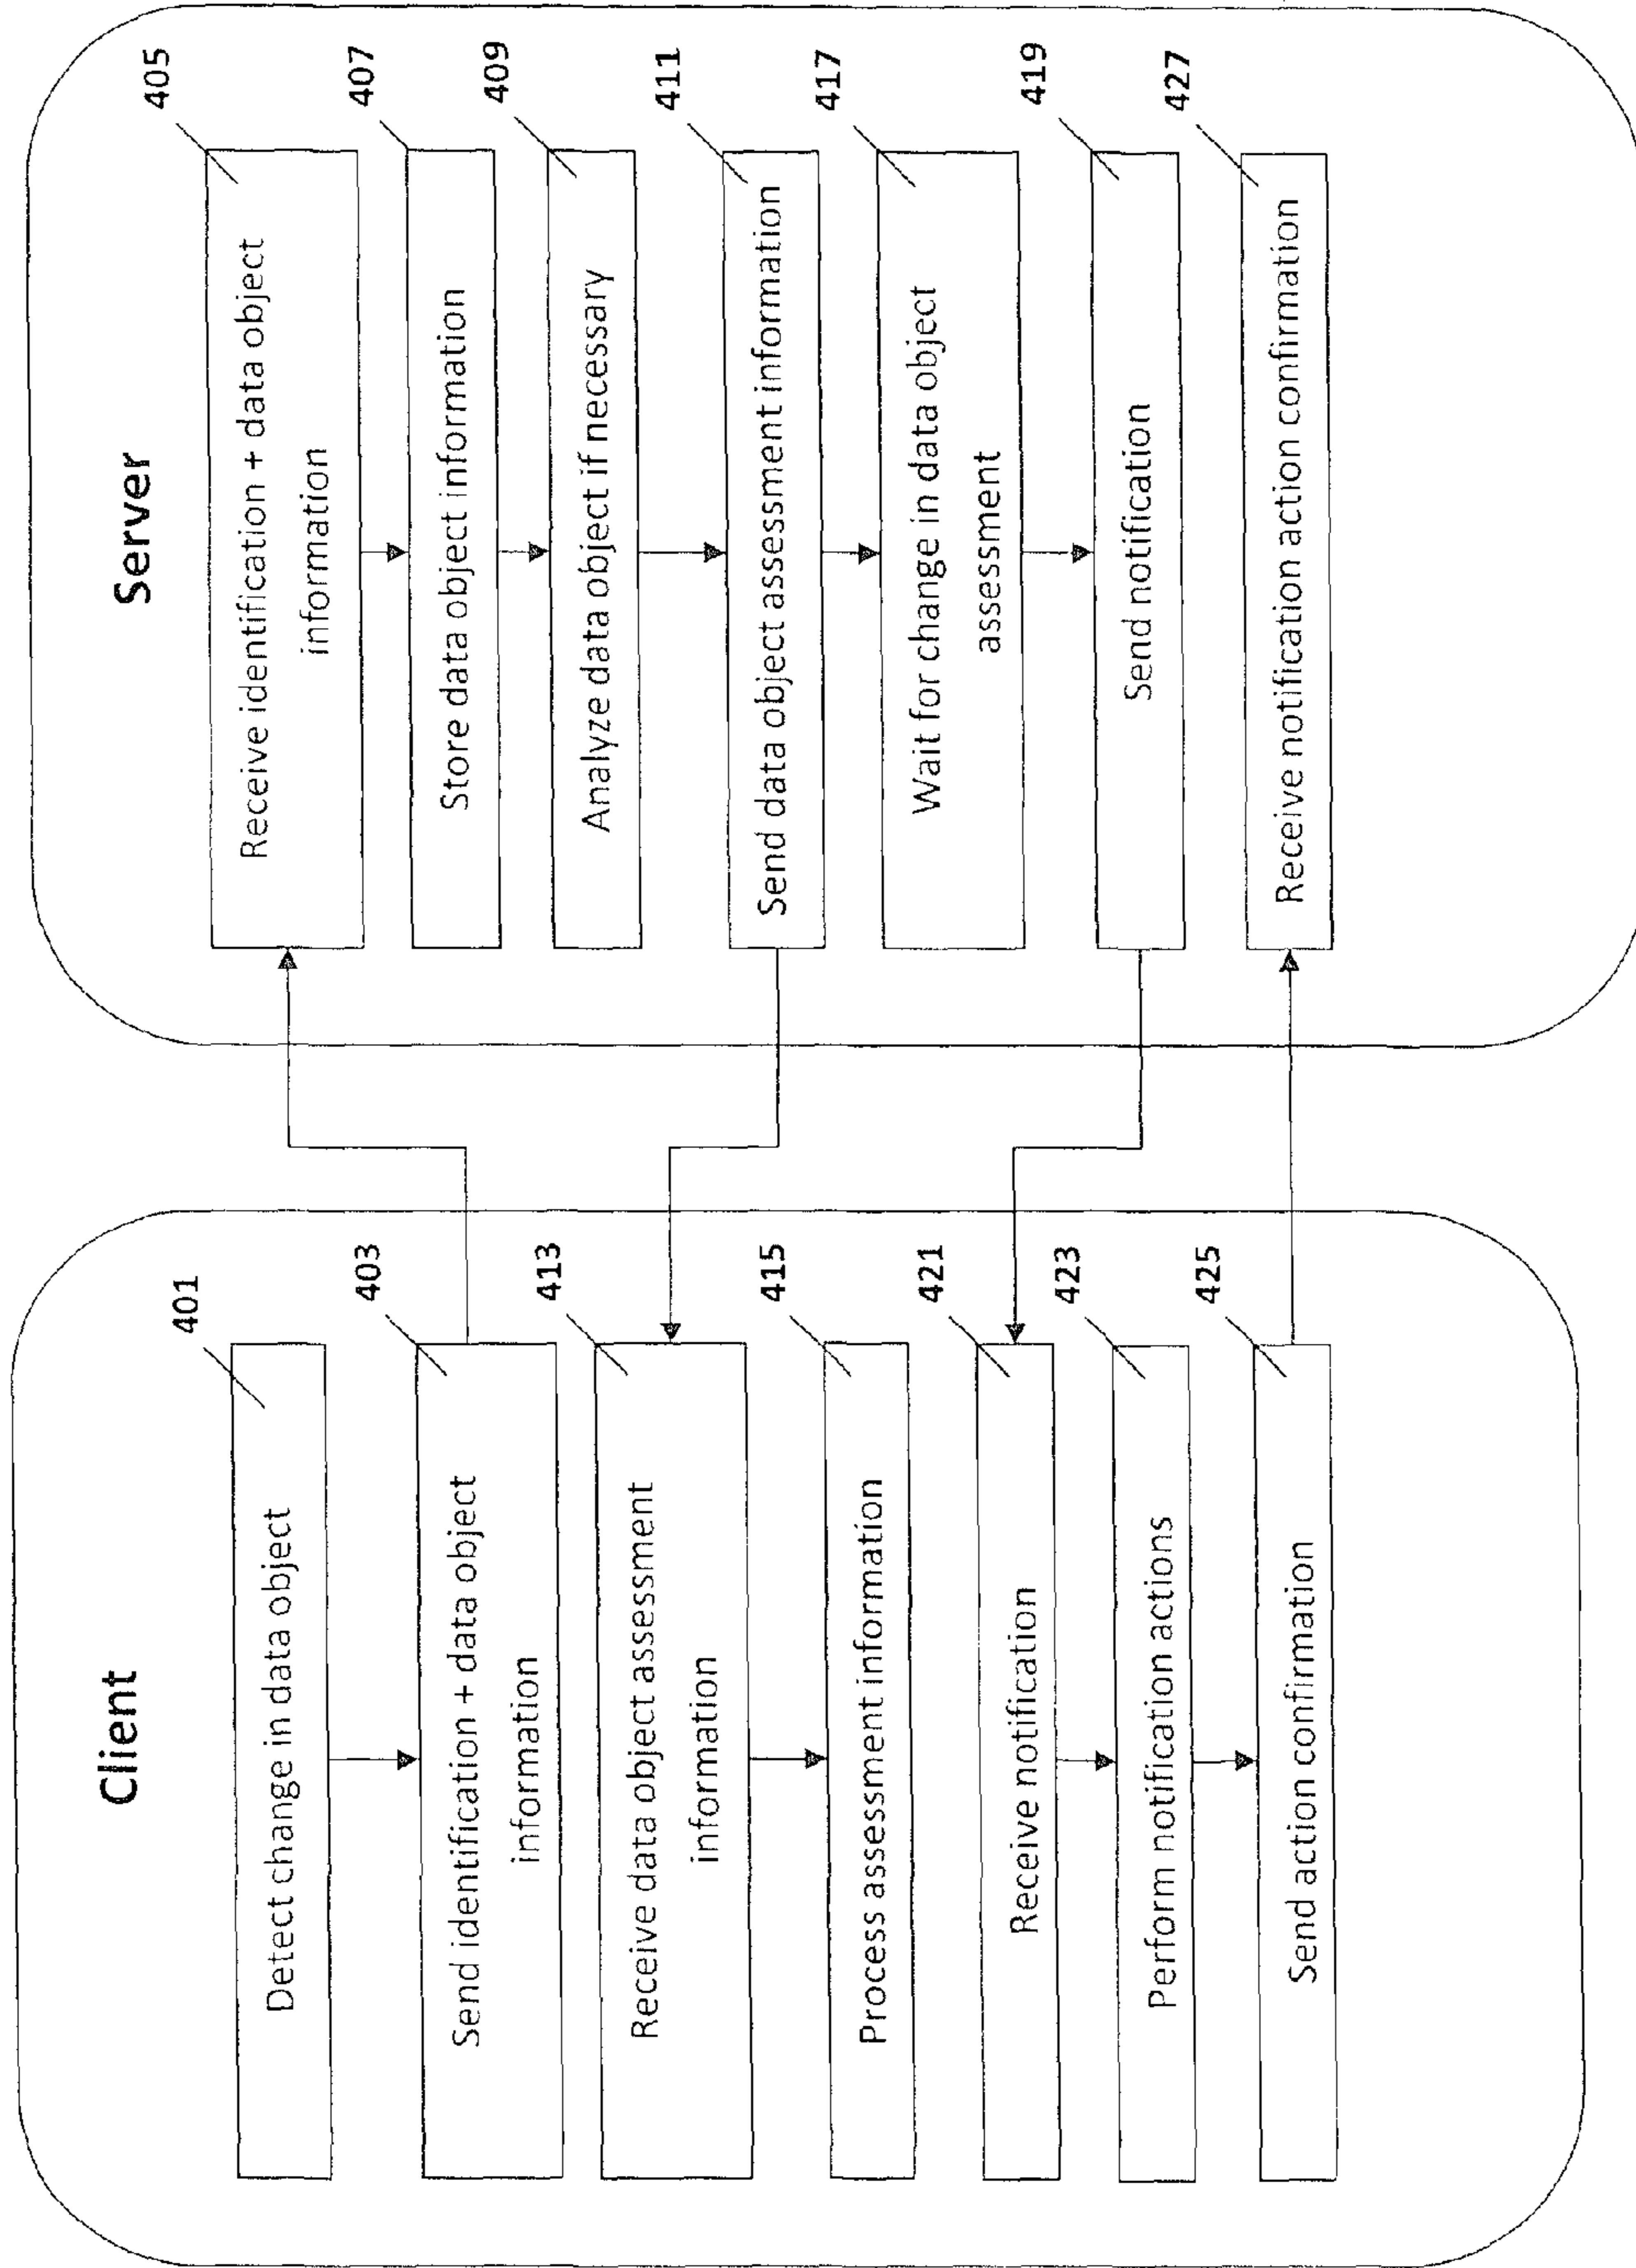 Client
401
Detect change in data object
403
Send identification + data object
information
413
Receive data object assessment
information
415
Process assessment information
421
Receive notification
423
Perform notification actions
425
Send action confirmation
Server
405
Receive identification + data object
information
407
Store data object information
409
Analyze data object if necessary
411
Send data object assessment information
417
Wait for change in data object
assessment
419
Send notification
427
Receive notification action confirmation